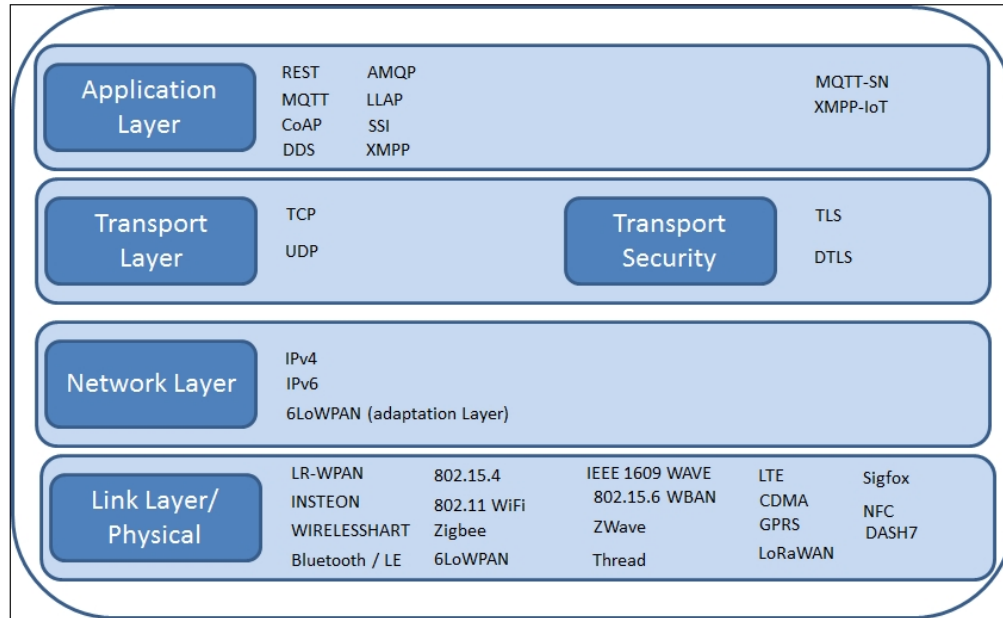 Application
Layer
REST
MQTT
CoAP
DDS
AMQP
LLAP
SSI
XMPP
MQTT-SN
XMPP-IoT
Transport
Layer
TCP
UDP
Transport
Security
TLS
DTLS
Network Layer
IPv4
IPv6
6LoWPAN (adaptation Layer)
Link Layer/
Physical
LR-WPAN
INSTEON
WIRELESSHART
Bluetooth / LE
802.15.4
802.11 WiFi
Zigbee
6LoWPAN
IEEE 1609 WAVE
802.15.6 WBAN
ZWave
Thread
LTE
CDMA
GPRS
LoRaWAN
Sigfox
NFC
DASH7